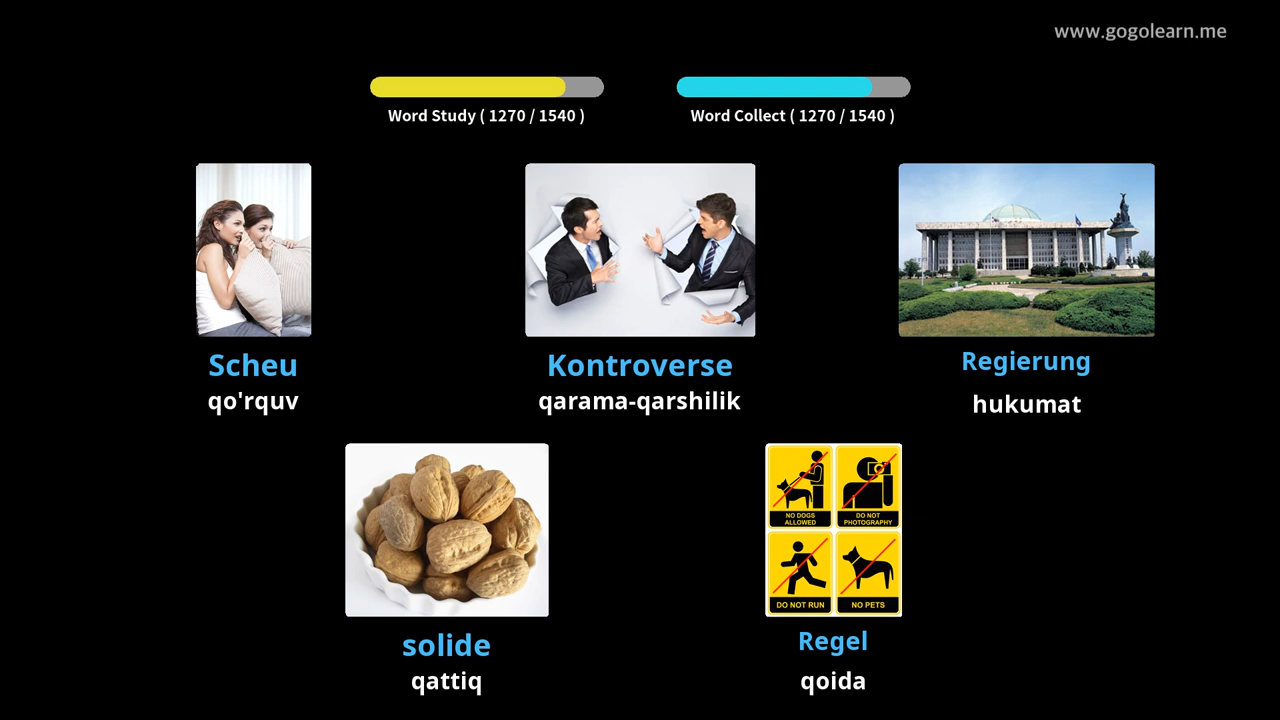 www.gogolearn.me
Word Study ( 1270 / 1540 )
Word Collect ( 1270 / 1540 )
Scheu
qo'rquv
Kontroverse
qarama-qarshilik
Regierung
hukumat
NO DOGS
ALLOWED
DO NOT
PHOTOGRAPHY
DO NOT RUN
NO PETS
solide
qattiq
Regel
qoida